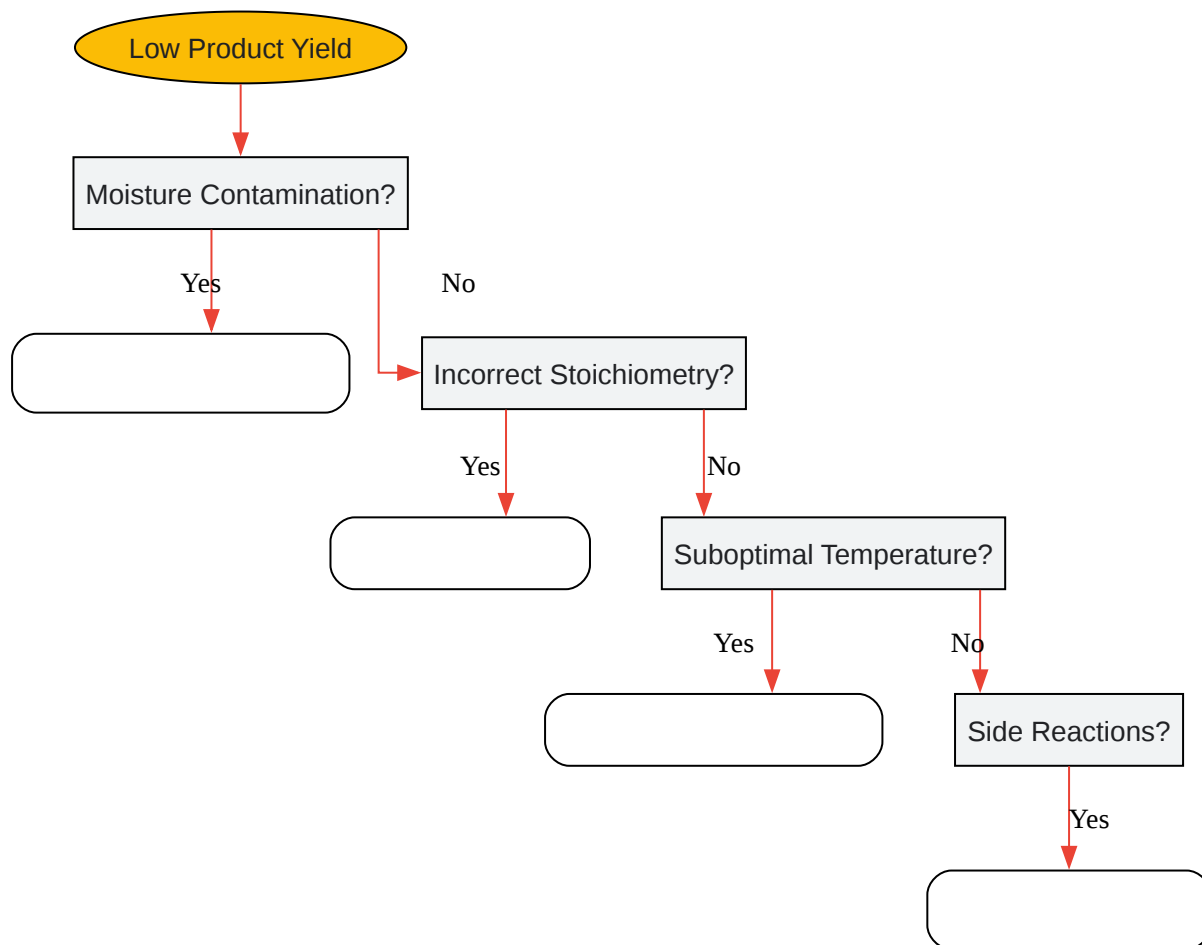 Low Product Yield
Moisture Contamination?
Yes
No
Incorrect Stoichiometry?
Yes
No
Suboptimal Temperature?
Yes
No
Side Reactions?
Yes